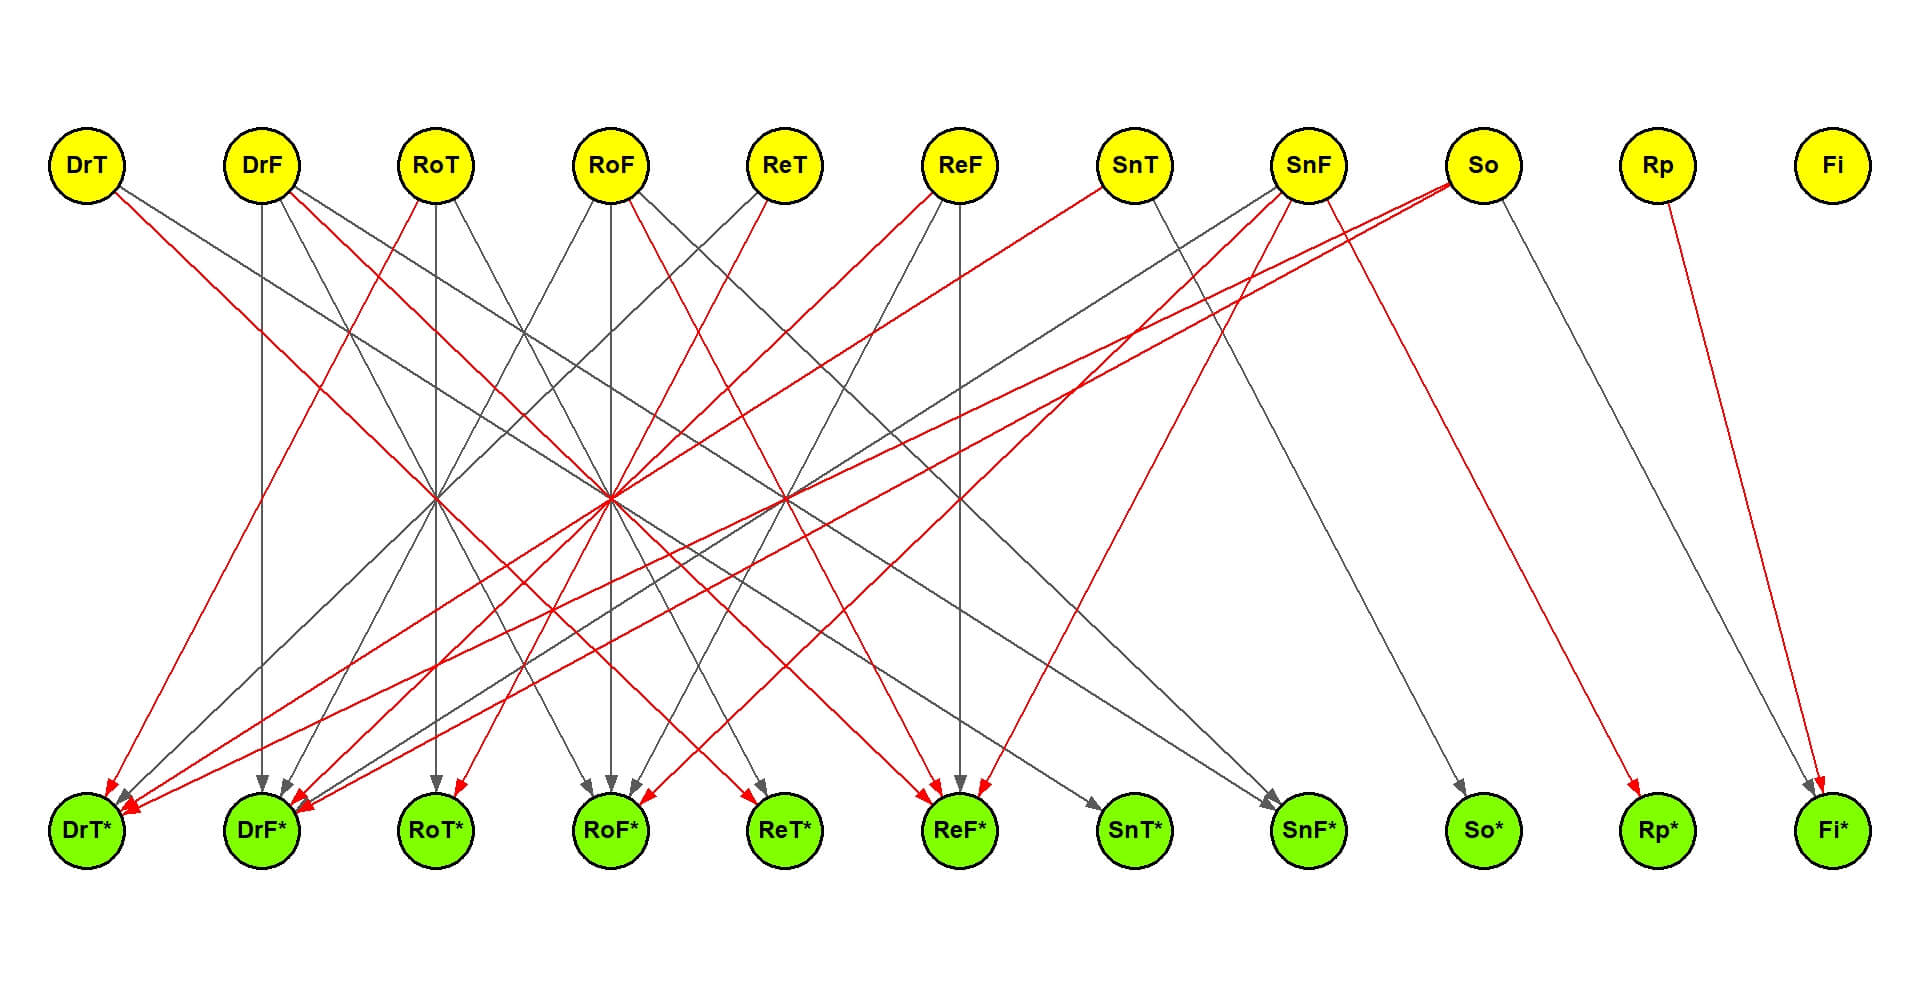 DrT DrF RoT RoF ReT ReF SnT SnF So Rp Fi
DrT* DrF* RoT* RoF* ReT* ReF* SnT* SnF* So* Rp* Fi*